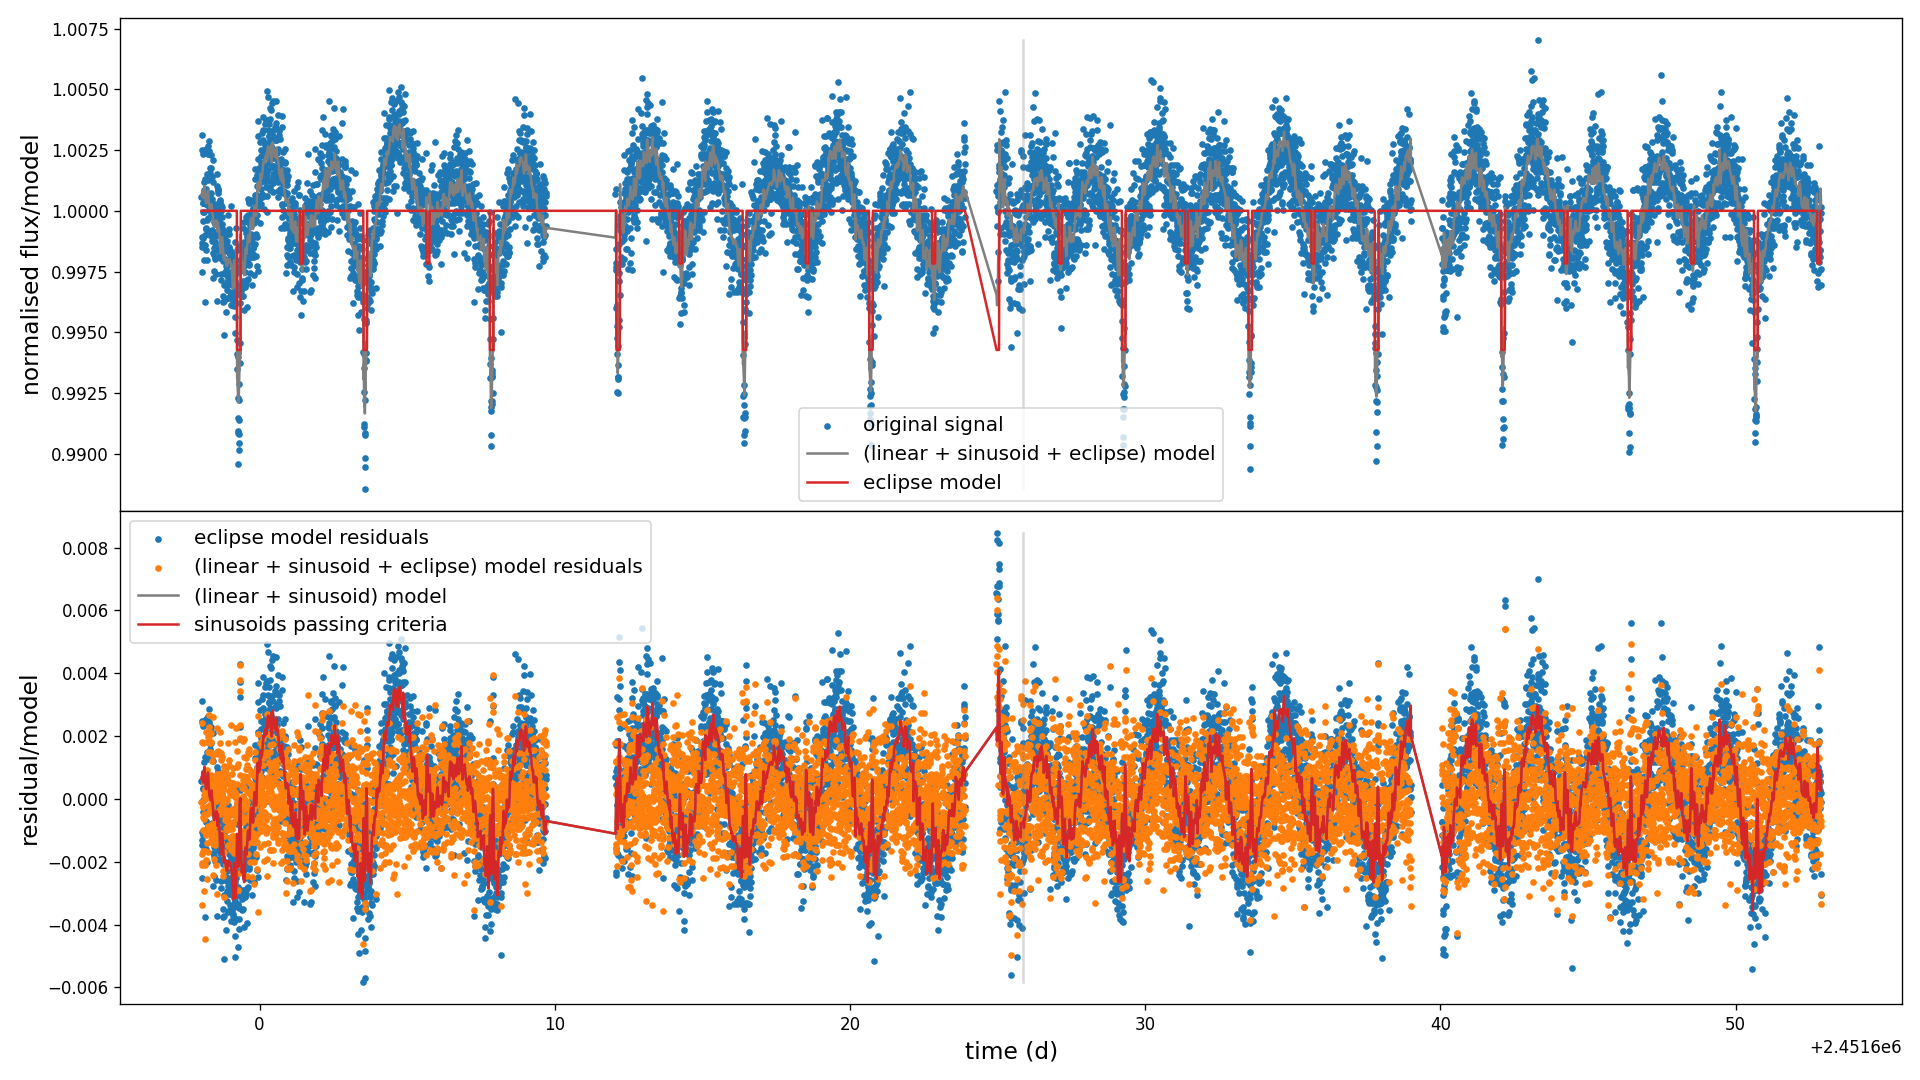 1.0075
1.0050
1.0025
1.0000
0.9975
0.9950
0.9925
0.9900
normalised flux/model
original signal
(linear + sinusoid + eclipse) model
eclipse model
eclipse model residuals
(linear + sinusoid + eclipse) model residuals
(linear + sinusoid) model
sinusoids passing criteria
0.008
0.006
0.004
0.002
0.000
−0.002
−0.004
−0.006
residual/model
0 10 20 30 40 50
time (d)
+2.4516e6